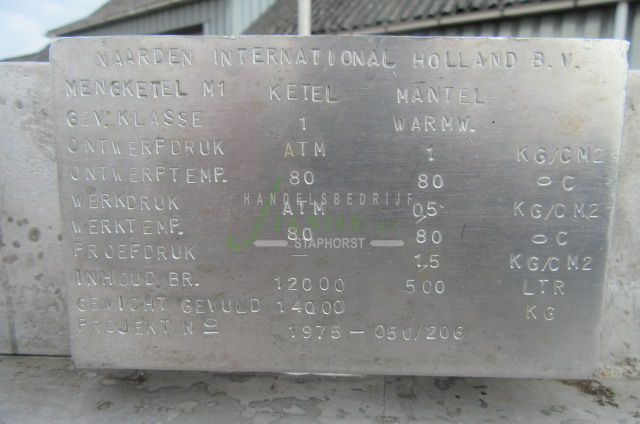 NAARDEN INTERNATIONAL HOLLAND B.V.
MENGKETEL M1 KETEL MANTEL
GEV. KLASSE 1 WARMW.
ONTWERPDRUK ATM 1 KG/CM2
ONTWERPTEMP. 80 80 OC
HANDELSBEDRIJF
WERKDRUK ATM 0,5 KG/CM2
WERKTEMP. 80 80 OC
STAPHORST
PROEFDRUK — 1,5 KG/CM2
INHOUD BR. 12000 500 LTR
GEWICHT GEVULD 14000 KG
PROJEKT NO 1975-050/206